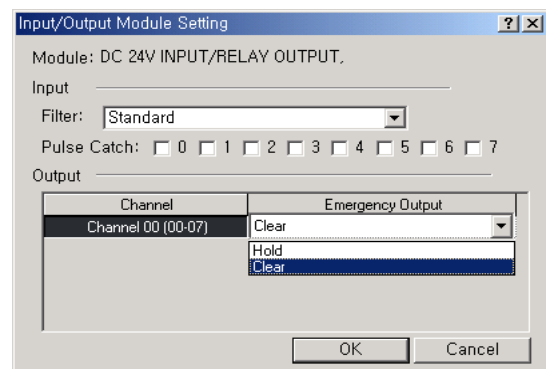 Input/Output Module Setting
Module: DC 24V INPUT/RELAY OUTPUT,
Input
Filter: Standard
Pulse Catch: 0 1 2 3 4 5 6 7
Output
Channel Emergency Output
Channel 00 (00-07) Clear
Hold
Clear
OK Cancel